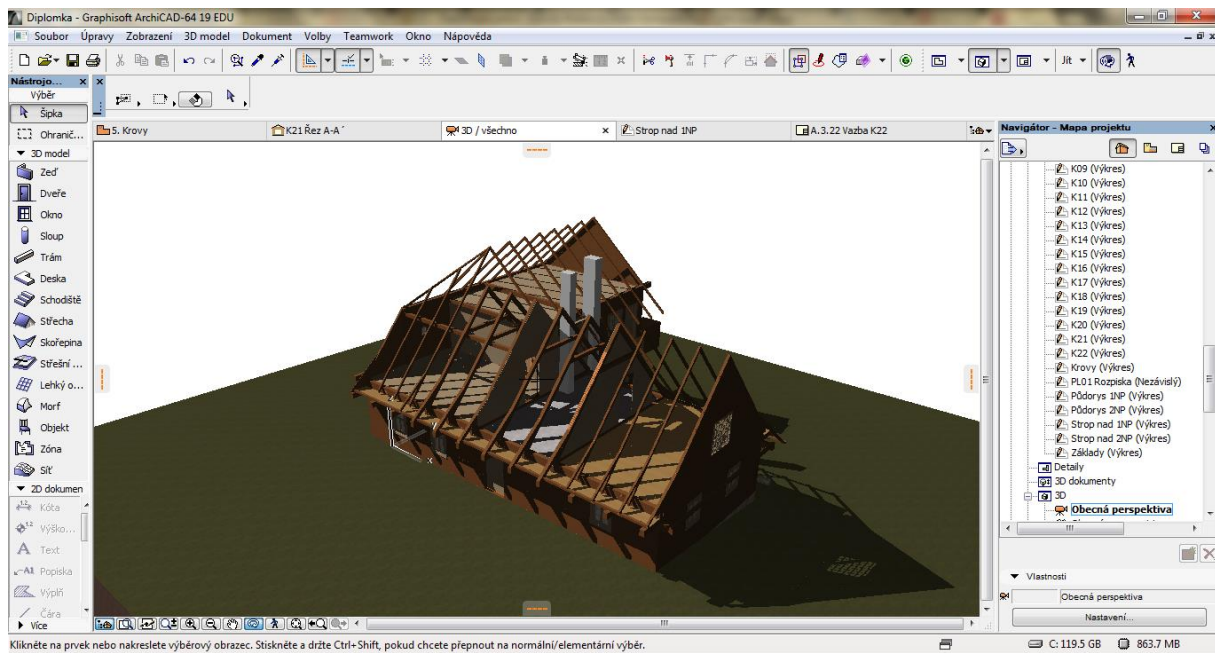 Diplomka - Graphisoft ArchiCAD-64 19 EDU
Soubor Úpravy Zobrazení 3D model Dokument Volby Teamwork Okno Nápověda
Jít
Nástrojo...
Výběr
Šipka
Ohranič...
3D model
Zeď
Dveře
Okno
Sloup
Trám
Deska
Schodiště
Střecha
Skořepina
Střešní ...
Lehký o...
Morf
Objekt
Zóna
Síť
2D dokumen
Kóta
Výško...
Text
Popiska
Výplň
Čára
Více
5. Krovy
K21 Řez A-A´
3D / všechno
Strop nad 1NP
A.3.22 Vazba K22
x
Navigátor - Mapa projektu
K09 (Výkres)
K10 (Výkres)
K11 (Výkres)
K12 (Výkres)
K13 (Výkres)
K14 (Výkres)
K15 (Výkres)
K16 (Výkres)
K17 (Výkres)
K18 (Výkres)
K19 (Výkres)
K20 (Výkres)
K21 (Výkres)
K22 (Výkres)
Krovy (Výkres)
PL01 Rozpiska (Nezávislý)
Půdorys 1NP (Výkres)
Půdorys 2NP (Výkres)
Strop nad 1NP (Výkres)
Strop nad 2NP (Výkres)
Základy (Výkres)
Detaily
3D dokumenty
3D
Obecná perspektiva
Vlastnosti
Obecná perspektiva
Nastavení...
Klikněte na prvek nebo nakreslete výběrový obrazec. Stiskněte a držte Ctrl+Shift, pokud chcete přepnout na normální/elementární výběr.
C: 119.5 GB
863.7 MB